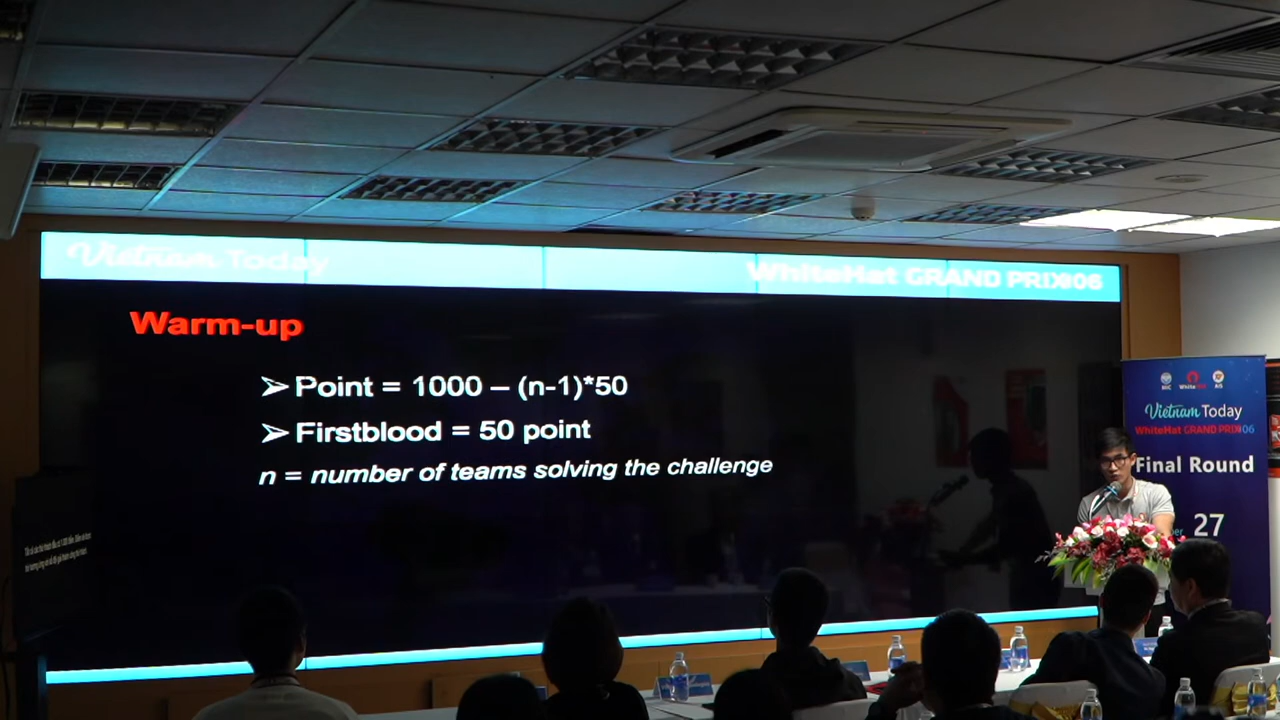 Vietnam Today
WhiteHat GRAND PRIX06
Warm-up
➢ Point = 1000 – (n-1)*50
➢ Firstblood = 50 point
n = number of teams solving the challenge
Vietnam Today
WhiteHat GRAND PRIX06
Final Round
27